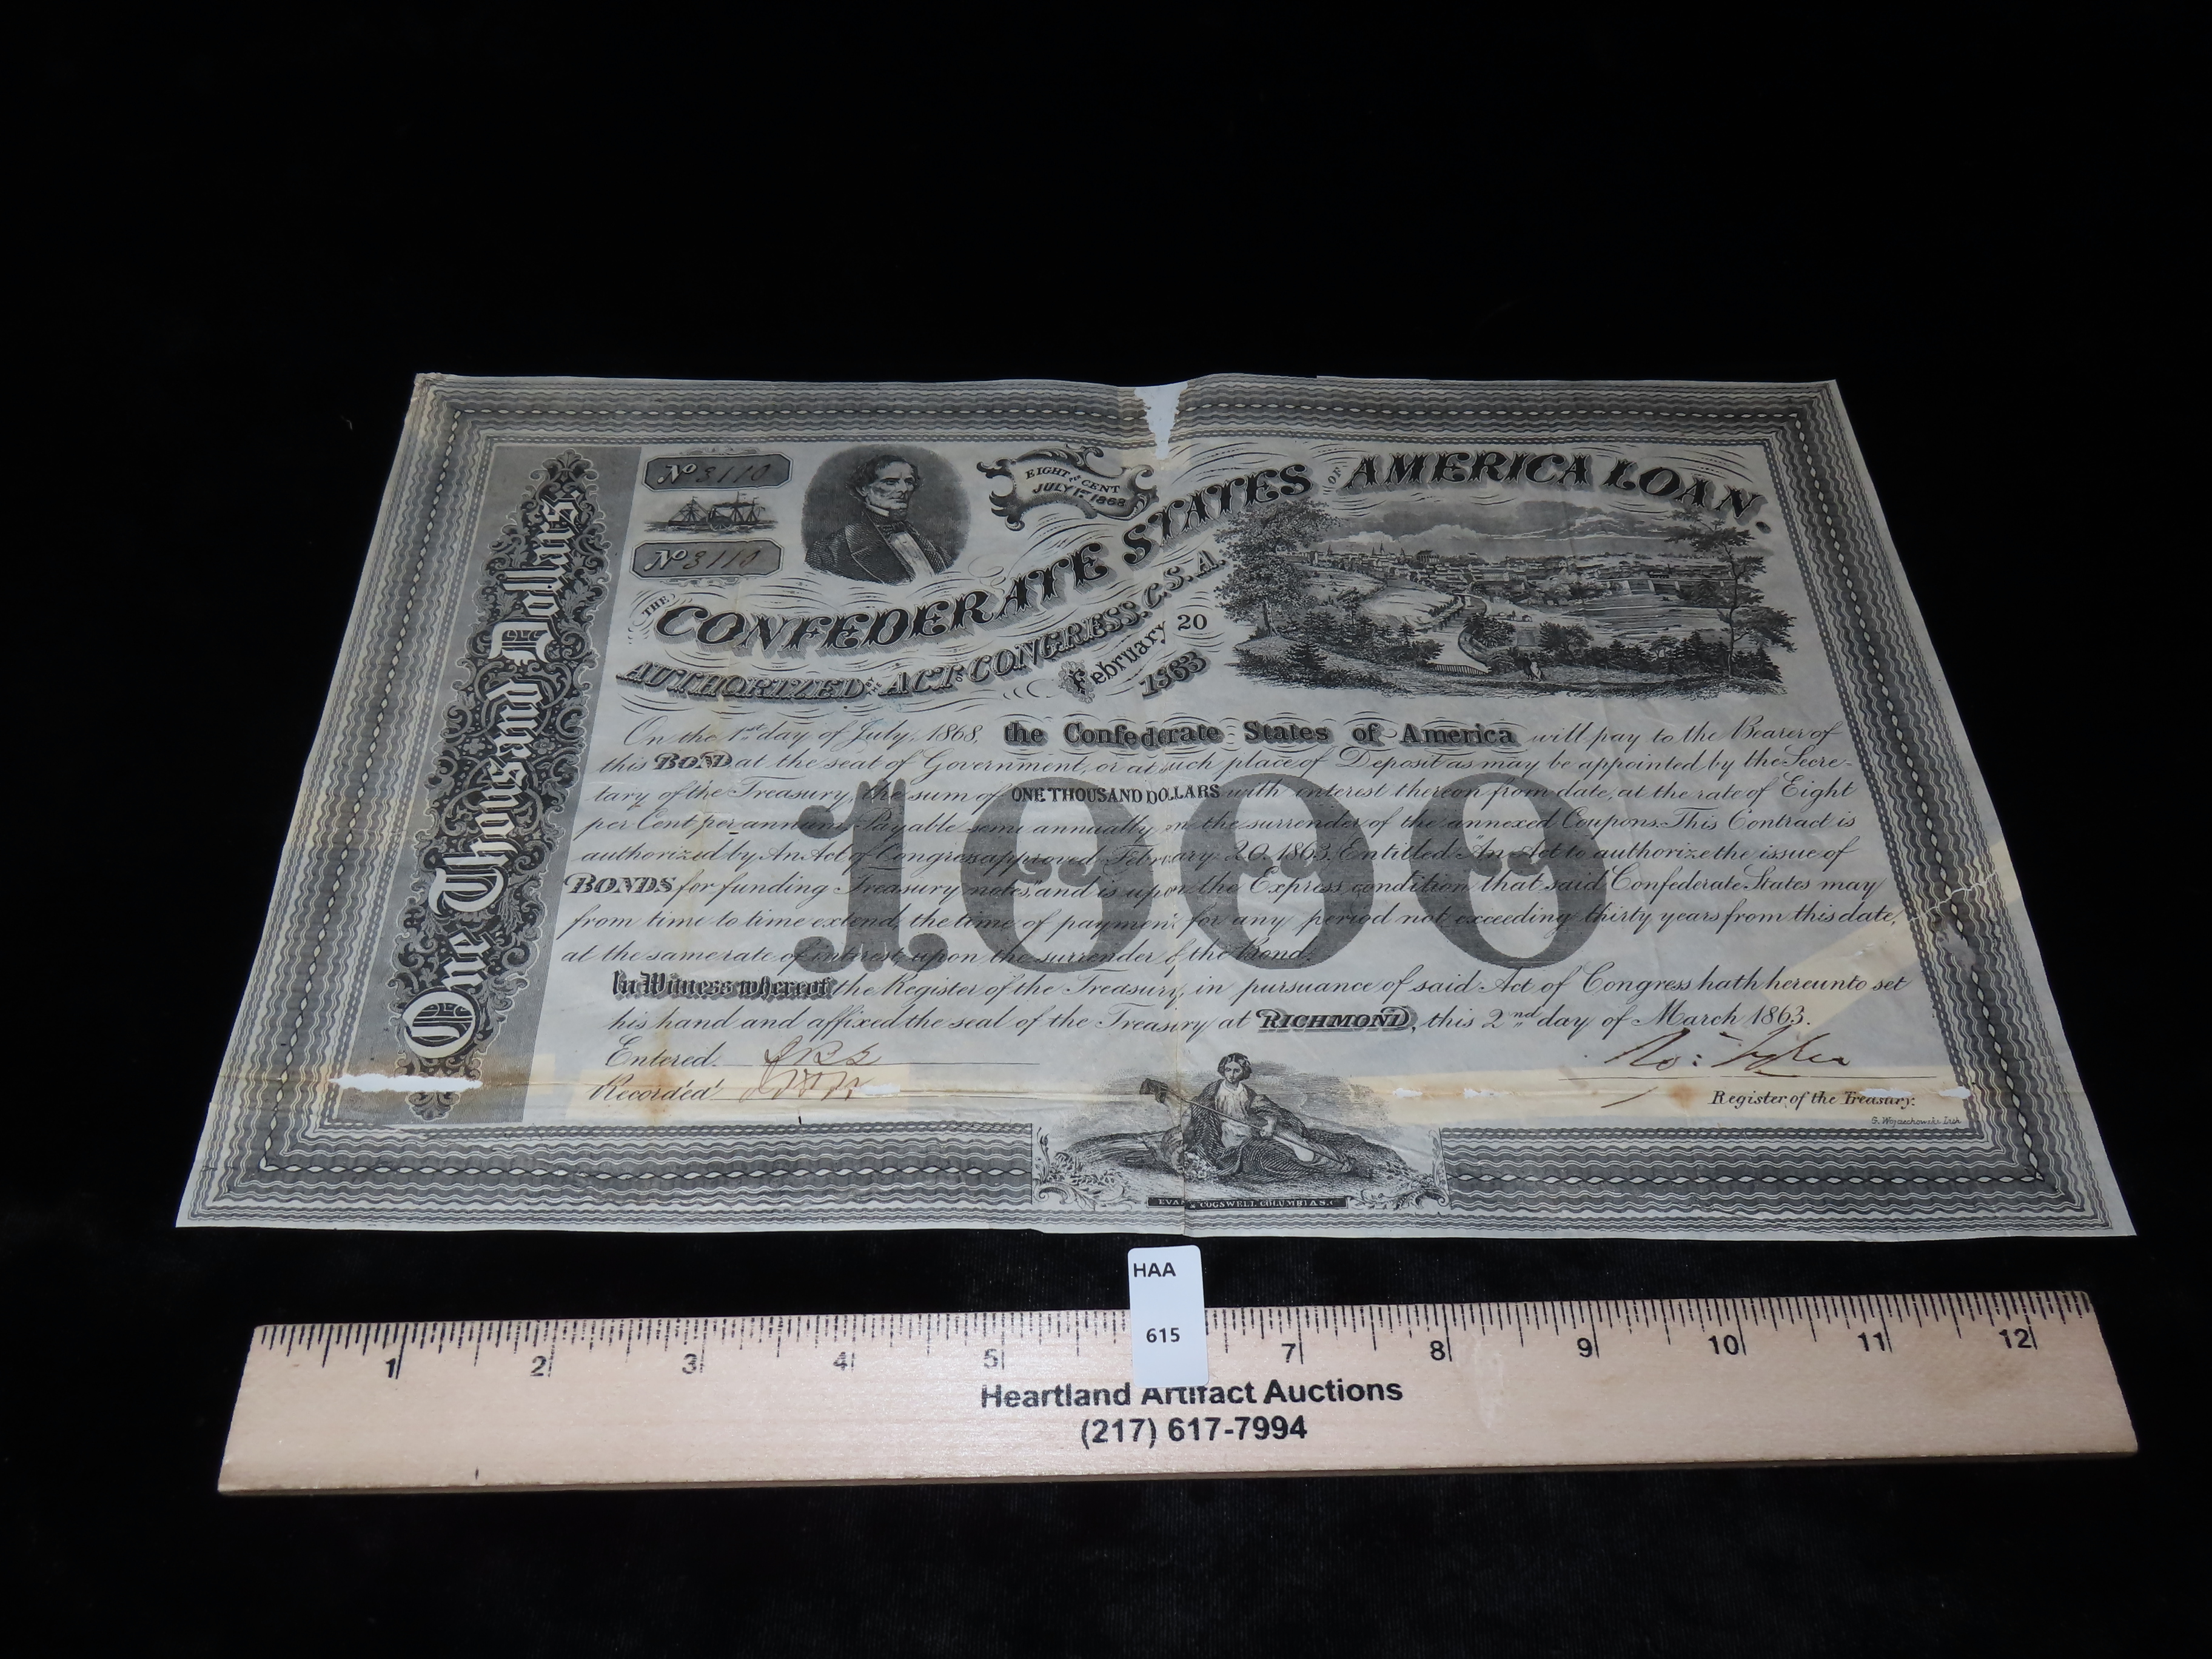 One Thousand Dollars
No 3110
No 3110
EIGHT PR CENT
JULY 1ST 1868
THE CONFEDERATE STATES OF AMERICA LOAN.
AUTHORIZED BY THE ACT OF CONGRESS, C.S.A.
February 20
1863
On the 1st day of July, 1868, the Confederate States of America will pay to the Bearer of
this BOND at the seat of Government, or at such place of Deposit as may be appointed by the Secre-
tary of the Treasury, the sum of ONE THOUSAND DOLLARS with interest thereon from date, at the rate of Eight
per Cent per annum, Payable semi annually on the surrender of the annexed Coupons. This Contract is
authorized by An Act of Congress approved February 20, 1863, Entitled "An Act to authorize the issue of
BONDS for funding Treasury notes," and is upon the Express condition that said Confederate States may
from time to time extend, the time of payment for any period not exceeding thirty years from this date,
at the same rate of interest, upon the surrender of the Bond.
1000
In Witness whereof the Register of the Treasury, in pursuance of said Act of Congress hath hereunto set
his hand and affixed the seal of the Treasury at RICHMOND, this 2nd day of March 1863.
Entered.
Recorded
Ro: Tyler
Register of the Treasury.
EVANS & COGSWELL COLUMBIA S.C.
HAA
615
1 2 3 4 5 7 8 9 10 11 12
Heartland Artifact Auctions
(217) 617-7994